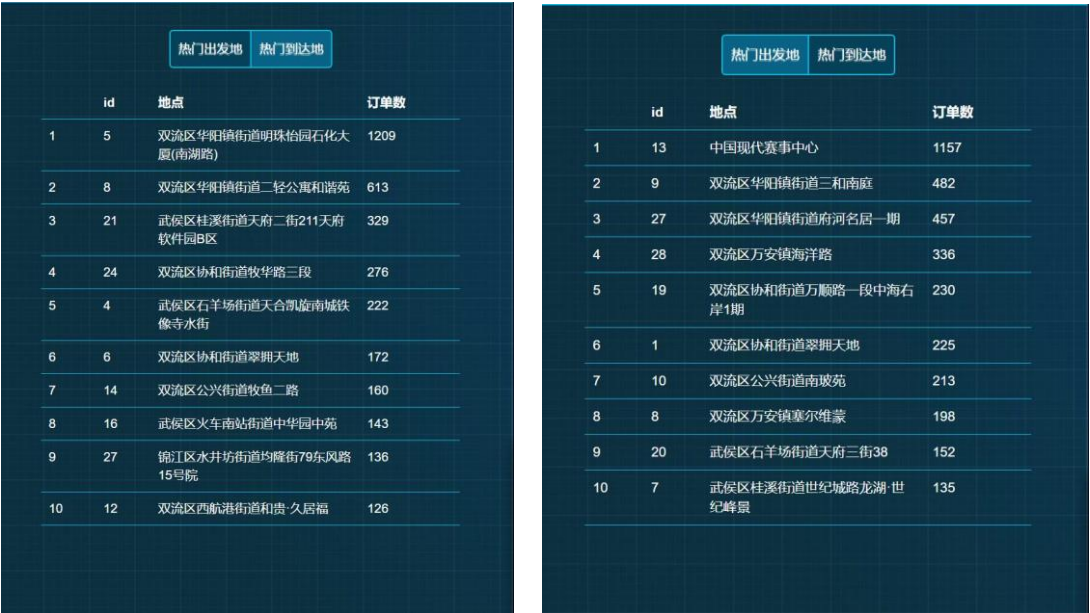 热门出发地 热门到达地
id 地点 订单数
1 5 双流区华阳镇街道明珠怡园石化大 1209
厦(南湖路)
2 8 双流区华阳镇街道二轻公寓和谐苑 613
3 21 武侯区桂溪街道天府二街211天府 329
软件园B区
4 24 双流区协和街道牧华路三段 276
5 4 武侯区石羊场街道天合凯旋南城铁 222
像寺水街
6 6 双流区协和街道翠拥天地 172
7 14 双流区公兴街道牧鱼二路 160
8 16 武侯区火车南站街道中华园中苑 143
9 27 锦江区水井坊街道均隆街79东风路 136
15号院
10 12 双流区西航港街道和贵·久居福 126
热门出发地 热门到达地
id 地点 订单数
1 13 中国现代赛事中心 1157
2 9 双流区华阳镇街道三和南庭 482
3 27 双流区华阳镇街道府河名居一期 457
4 28 双流区万安镇海洋路 336
5 19 双流区协和街道万顺路一段中海右 230
岸1期
6 1 双流区协和街道翠拥天地 225
7 10 双流区公兴街道南玻苑 213
8 8 双流区万安镇塞尔维蒙 198
9 20 武侯区石羊场街道天府三街38 152
10 7 武侯区桂溪街道世纪城路龙湖·世 135
纪峰景